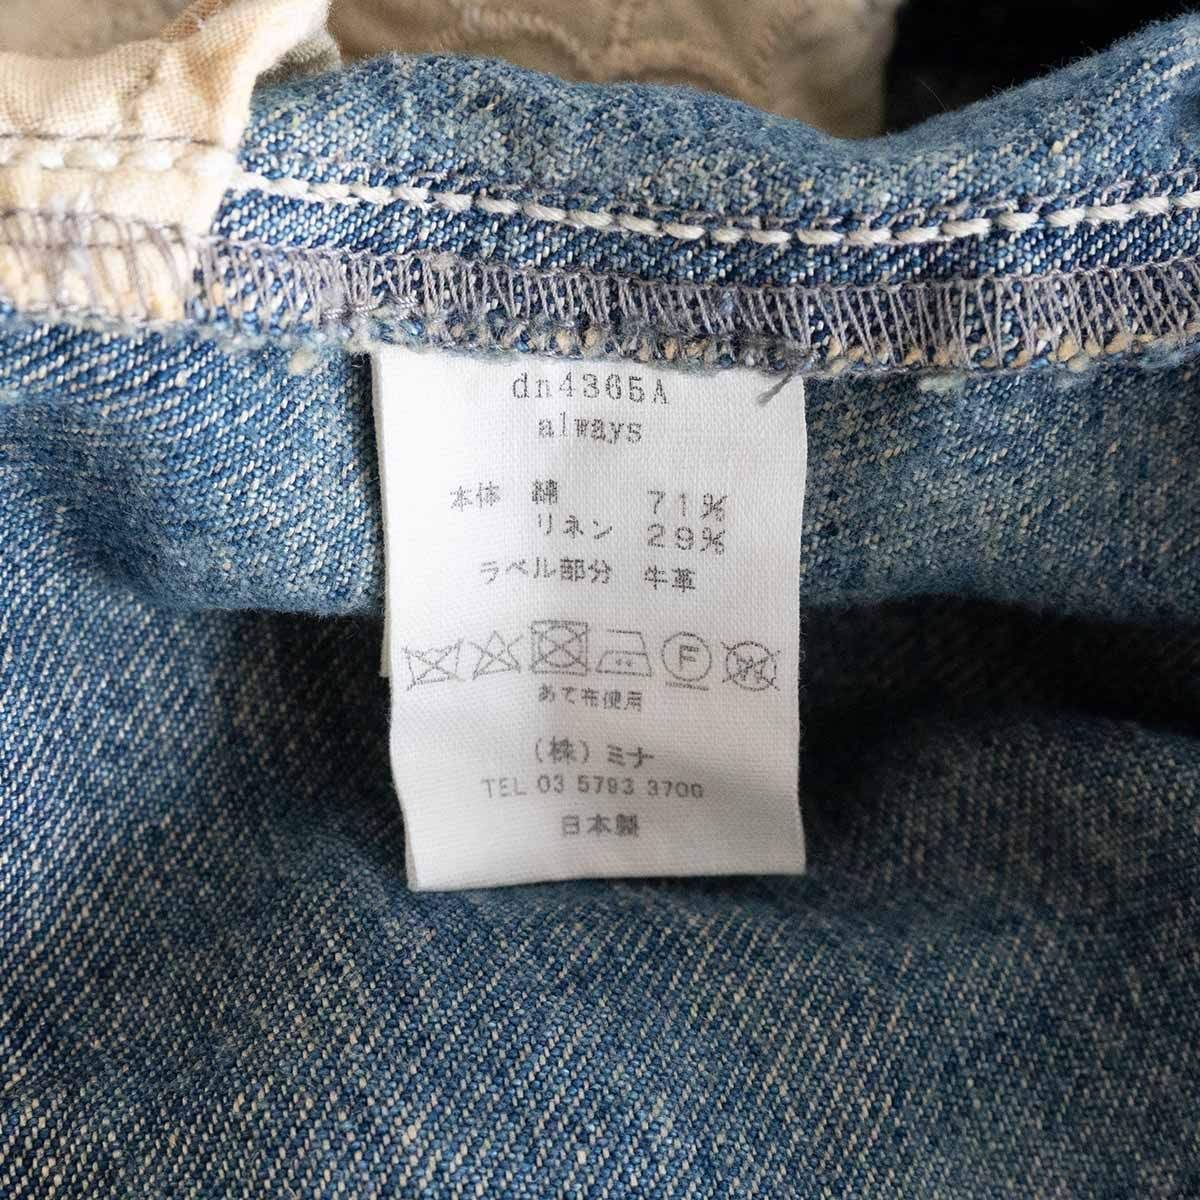 dn4365A
always
本体 綿 71%
リネン 29%
ラベル部分 牛革
F
あて布使用
(株)ミナ
TEL 03 5793 3700
日本製